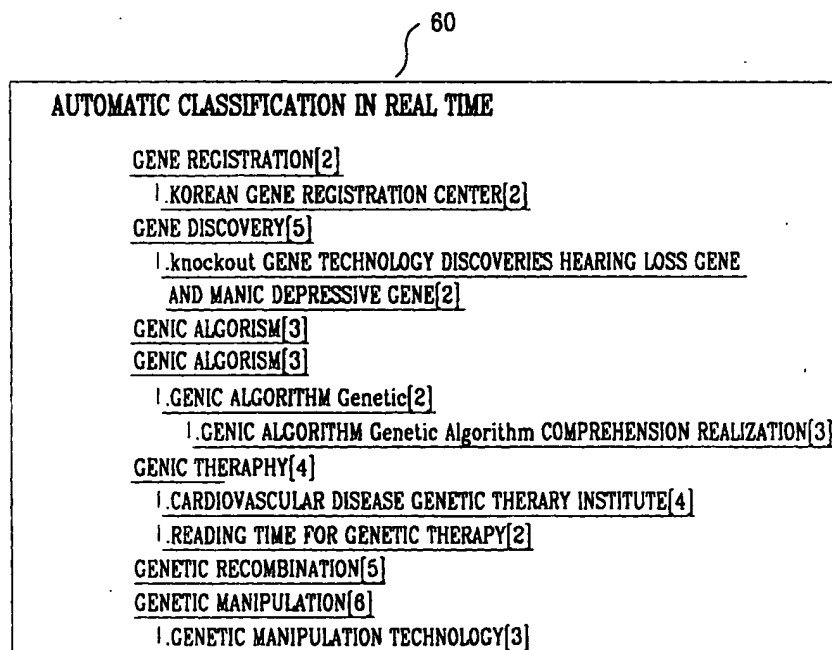 60
AUTOMATIC CLASSIFICATION IN REAL TIME
GENE REGISTRATION[2]
|.KOREAN GENE REGISTRATION CENTER[2]
GENE DISCOVERY[5]
|.knockout GENE TECHNOLOGY DISCOVERIES HEARING LOSS GENE
AND MANIC DEPRESSIVE GENE[2]
GENIC ALGORISM[3]
GENIC ALGORISM[3]
|.GENIC ALGORITHM Genetic[2]
|.GENIC ALGORITHM Genetic Algorithm COMPREHENSION REALIZATION[3]
GENIC THERAPHY[4]
|.CARDIOVASCULAR DISEASE GENETIC THERARY INSTITUTE[4]
|.READING TIME FOR GENETIC THERAPY[2]
GENETIC RECOMBINATION[5]
GENETIC MANIPULATION[6]
|.GENETIC MANIPULATION TECHNOLOGY[3]